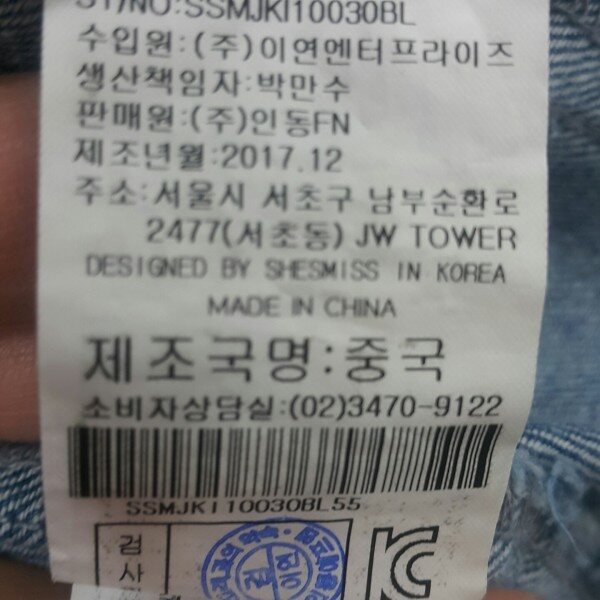 ST/NO:SSMJKI10030BL
수입원:(주)이연엔터프라이즈
생산책임자:박만수
판매원:(주)인동FN
제조년월:2017.12
주소:서울시 서초구 남부순환로
2477(서초동) JW TOWER
DESIGNED BY SHESMISS IN KOREA
MADE IN CHINA
제조국명:중국
소비자상담실:(02)3470-9122
SSMJKI10030BL55
검사
이연